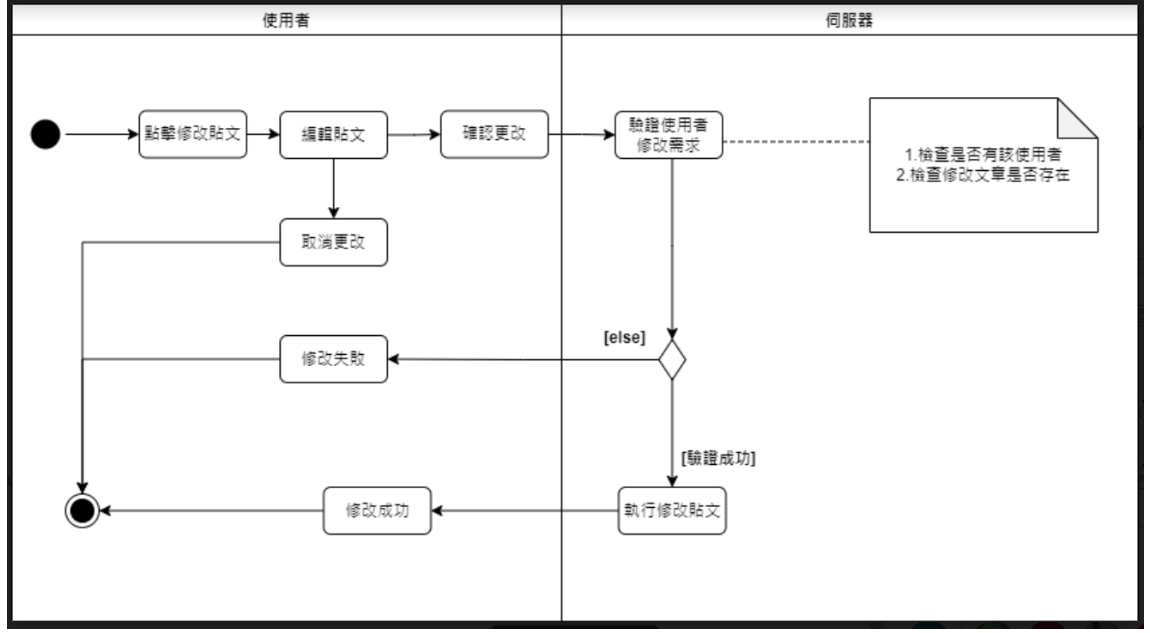 使用者
伺服器
點擊修改貼文
編輯貼文
確認更改
驗證使用者
修改需求
1.檢查是否有該使用者
2.檢查修改文章是否存在
取消更改
[else]
修改失敗
[驗證成功]
修改成功
執行修改貼文